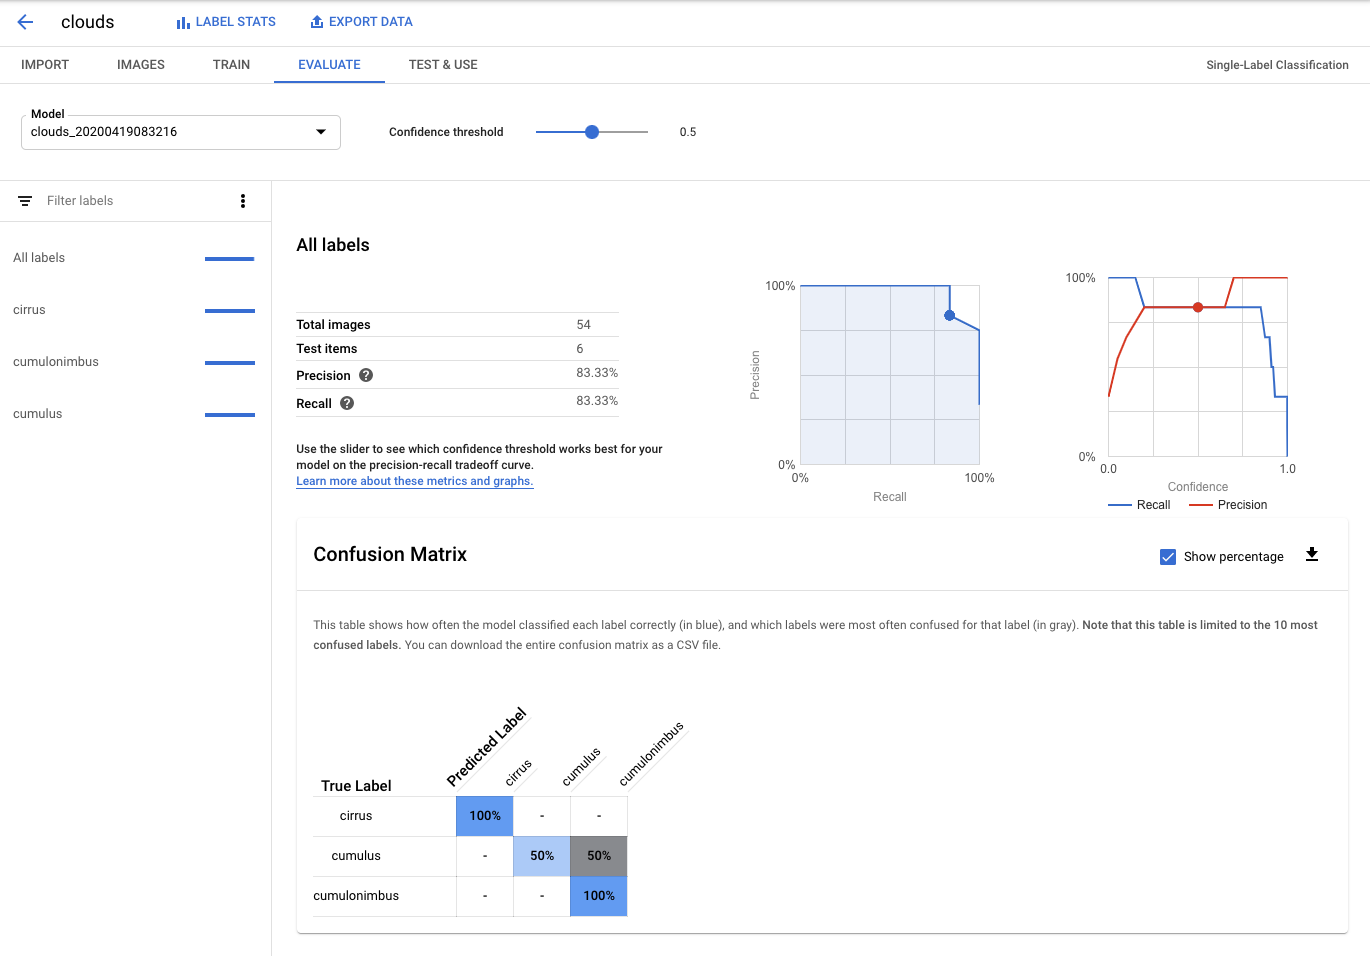 clouds
LABEL STATS
EXPORT DATA
IMPORT
IMAGES
TRAIN
EVALUATE
TEST & USE
Single-Label Classification
Model
clouds_20200419083216
Confidence threshold
0.5
Filter labels
All labels
cirrus
cumulonimbus
cumulus
All labels
Total images 54
Test items 6
Precision ? 83.33%
Recall ? 83.33%
Use the slider to see which confidence threshold works best for your
model on the precision-recall tradeoff curve.
Learn more about these metrics and graphs.
100%
Precision
0%
0%
100%
Recall
100%
0%
0.0
1.0
Confidence
Recall
Precision
Confusion Matrix
Show percentage
This table shows how often the model classified each label correctly (in blue), and which labels were most often confused for that label (in gray). Note that this table is limited to the 10 most
confused labels. You can download the entire confusion matrix as a CSV file.
True Label
Predicted Label
cirrus
cumulus
cumulonimbus
cirrus 100% - -
cumulus - 50% 50%
cumulonimbus - - 100%